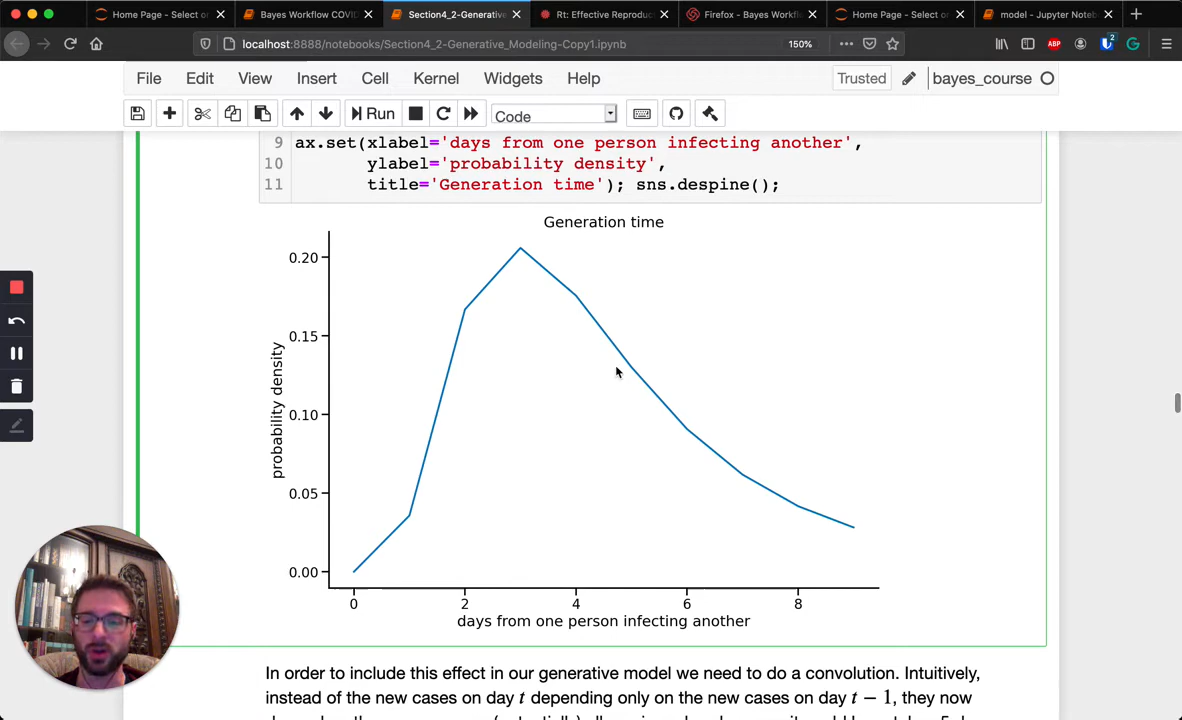 Home Page - Select or
Bayes Workflow COVI
Section4_2-Generative
Rt: Effective Reproduc
Firefox - Bayes Workfl
Home Page - Select or
model - Jupyter Noteb
localhost:8888/notebooks/Section4_2-Generative_Modeling-Copy1.ipynb
150%
ABP
2
File Edit View Insert Cell Kernel Widgets Help
Trusted
bayes_course
Run
Code
9 ax.set(xlabel='days from one person infecting another',
10 ylabel='probability density',
11 title='Generation time'); sns.despine();
Generation time
0.20
0.15
0.10
0.05
0.00
probability density
0 2 4 6 8
days from one person infecting another
In order to include this effect in our generative model we need to do a convolution. Intuitively,
instead of the new cases on day t depending only on the new cases on day t − 1, they now